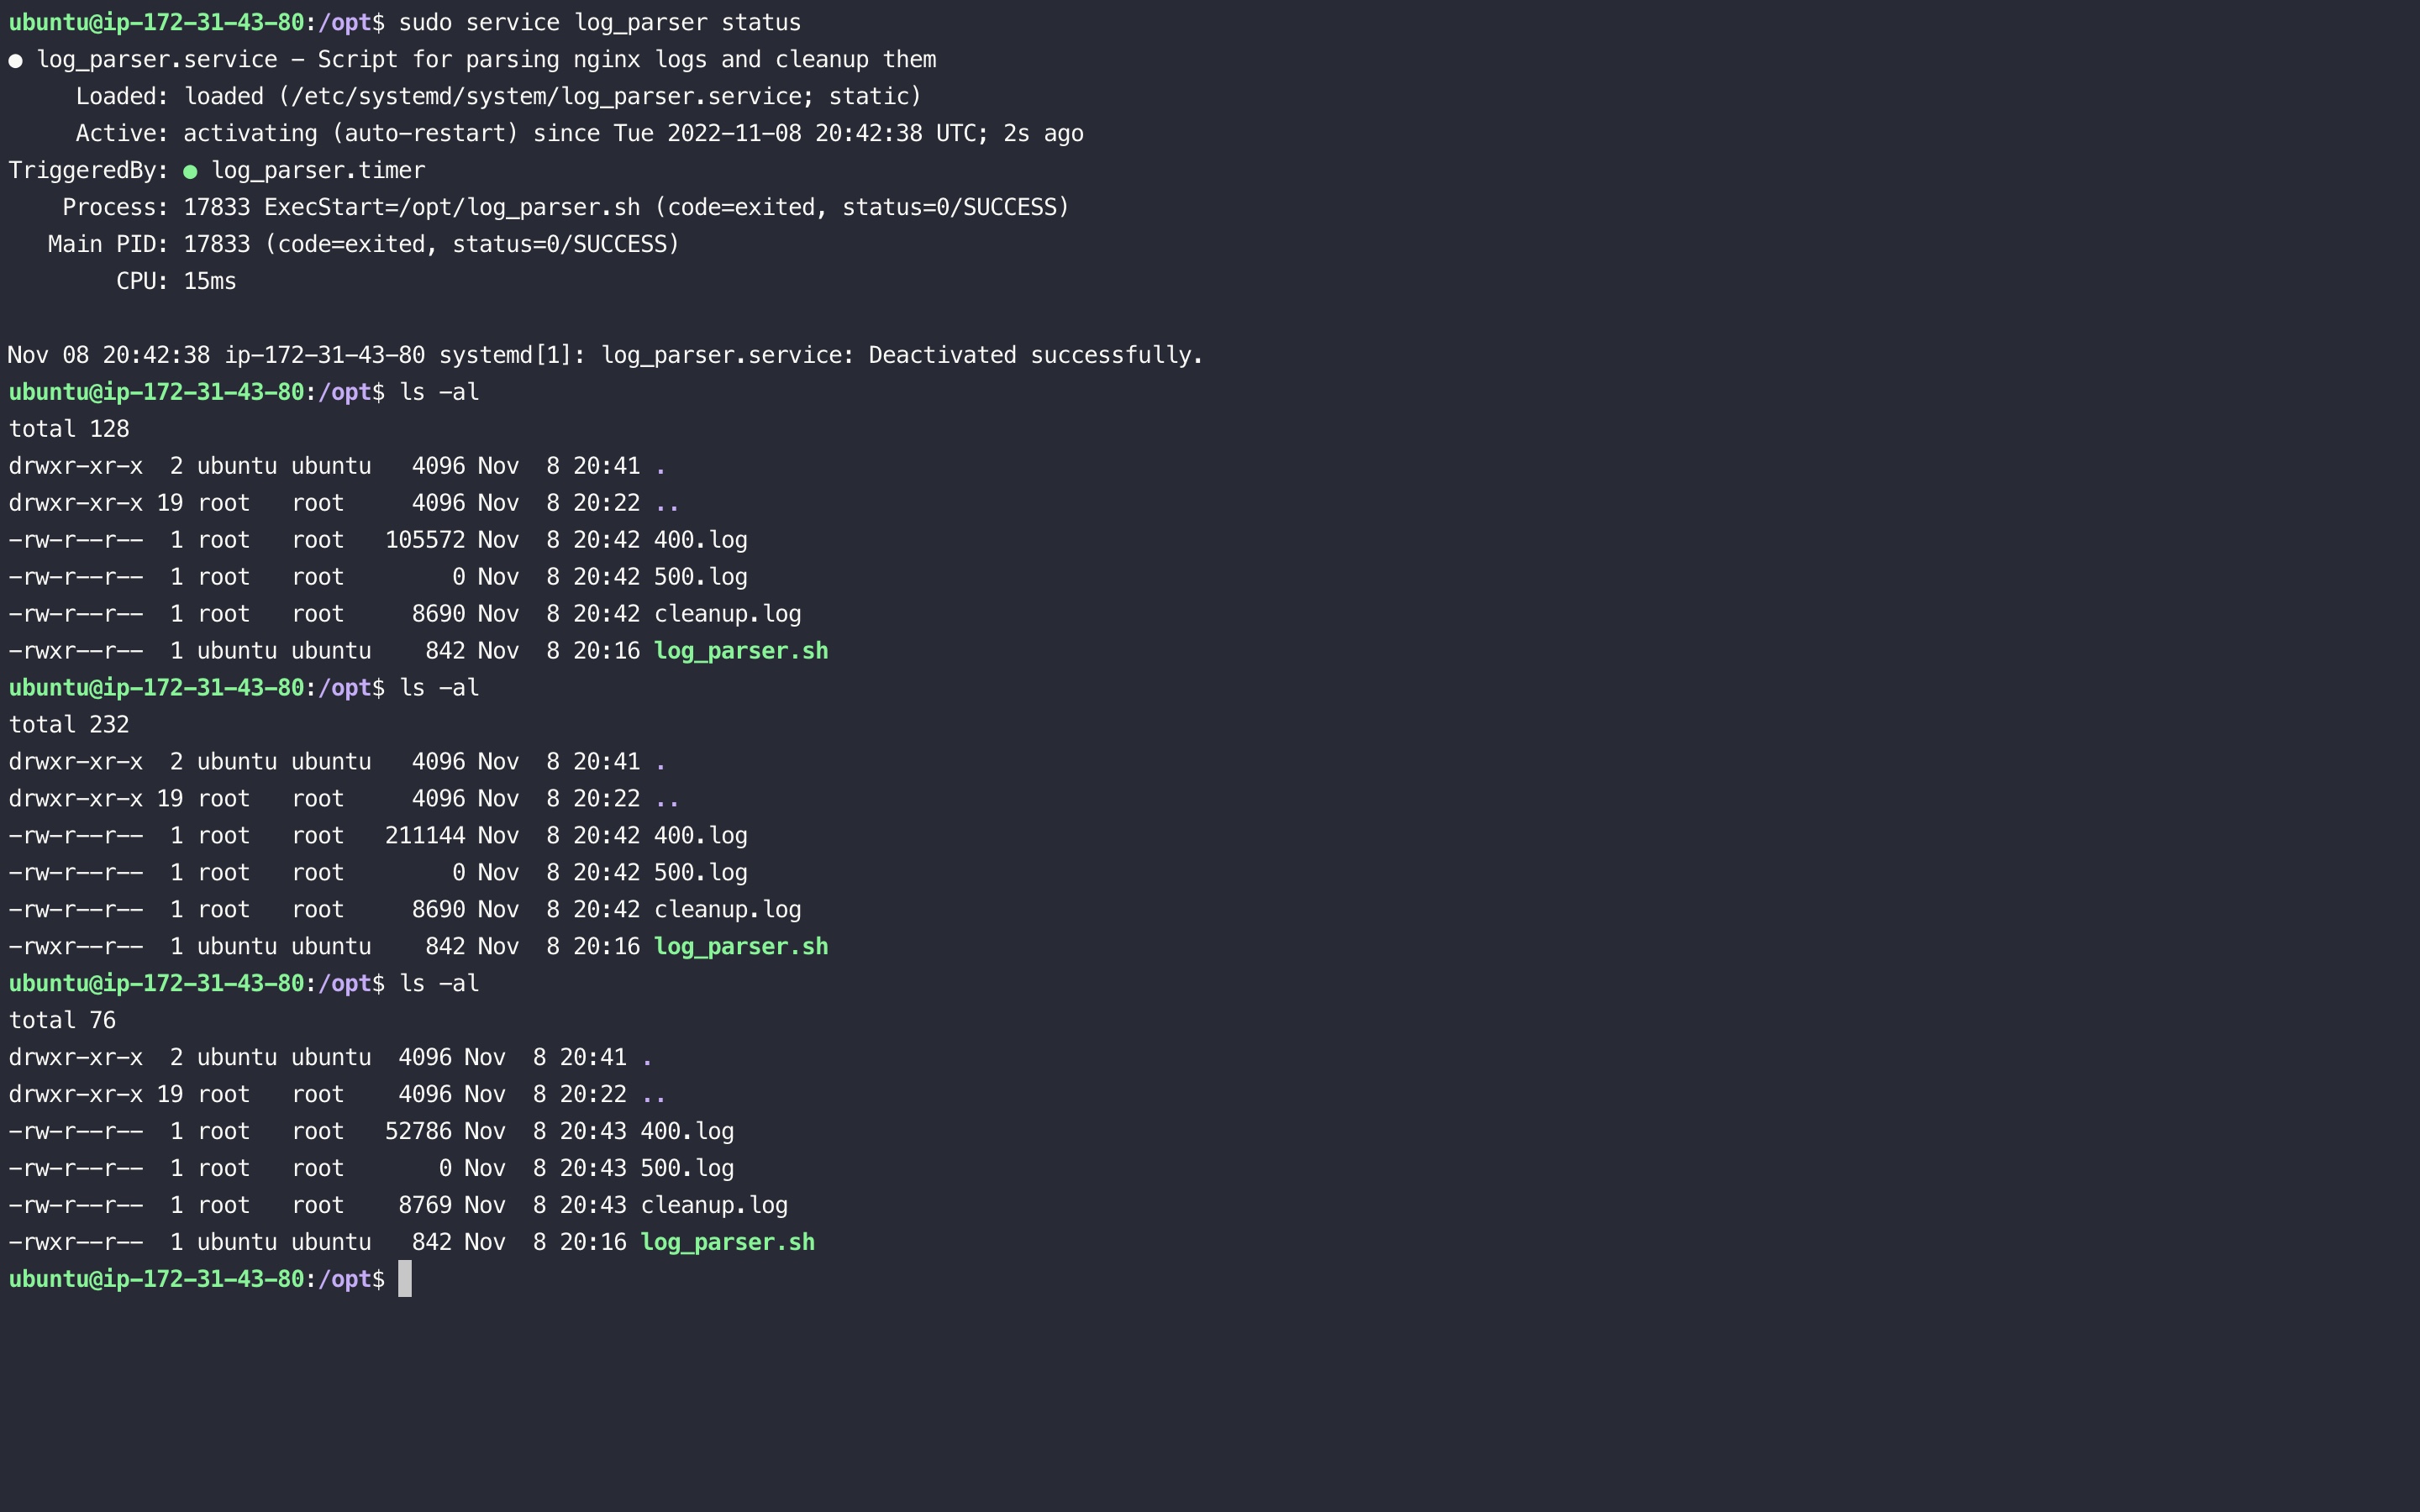 ubuntu@ip-172-31-43-80:/opt$ sudo service log_parser status
● log_parser.service - Script for parsing nginx logs and cleanup them
     Loaded: loaded (/etc/systemd/system/log_parser.service; static)
     Active: activating (auto-restart) since Tue 2022-11-08 20:42:38 UTC; 2s ago
TriggeredBy: ● log_parser.timer
    Process: 17833 ExecStart=/opt/log_parser.sh (code=exited, status=0/SUCCESS)
   Main PID: 17833 (code=exited, status=0/SUCCESS)
        CPU: 15ms

Nov 08 20:42:38 ip-172-31-43-80 systemd[1]: log_parser.service: Deactivated successfully.
ubuntu@ip-172-31-43-80:/opt$ ls -al
total 128
drwxr-xr-x  2 ubuntu ubuntu   4096 Nov  8 20:41 .
drwxr-xr-x 19 root   root     4096 Nov  8 20:22 ..
-rw-r--r--  1 root   root   105572 Nov  8 20:42 400.log
-rw-r--r--  1 root   root        0 Nov  8 20:42 500.log
-rw-r--r--  1 root   root     8690 Nov  8 20:42 cleanup.log
-rwxr--r--  1 ubuntu ubuntu    842 Nov  8 20:16 log_parser.sh
ubuntu@ip-172-31-43-80:/opt$ ls -al
total 232
drwxr-xr-x  2 ubuntu ubuntu   4096 Nov  8 20:41 .
drwxr-xr-x 19 root   root     4096 Nov  8 20:22 ..
-rw-r--r--  1 root   root   211144 Nov  8 20:42 400.log
-rw-r--r--  1 root   root        0 Nov  8 20:42 500.log
-rw-r--r--  1 root   root     8690 Nov  8 20:42 cleanup.log
-rwxr--r--  1 ubuntu ubuntu    842 Nov  8 20:16 log_parser.sh
ubuntu@ip-172-31-43-80:/opt$ ls -al
total 76
drwxr-xr-x  2 ubuntu ubuntu  4096 Nov  8 20:41 .
drwxr-xr-x 19 root   root    4096 Nov  8 20:22 ..
-rw-r--r--  1 root   root   52786 Nov  8 20:43 400.log
-rw-r--r--  1 root   root       0 Nov  8 20:43 500.log
-rw-r--r--  1 root   root    8769 Nov  8 20:43 cleanup.log
-rwxr--r--  1 ubuntu ubuntu   842 Nov  8 20:16 log_parser.sh
ubuntu@ip-172-31-43-80:/opt$